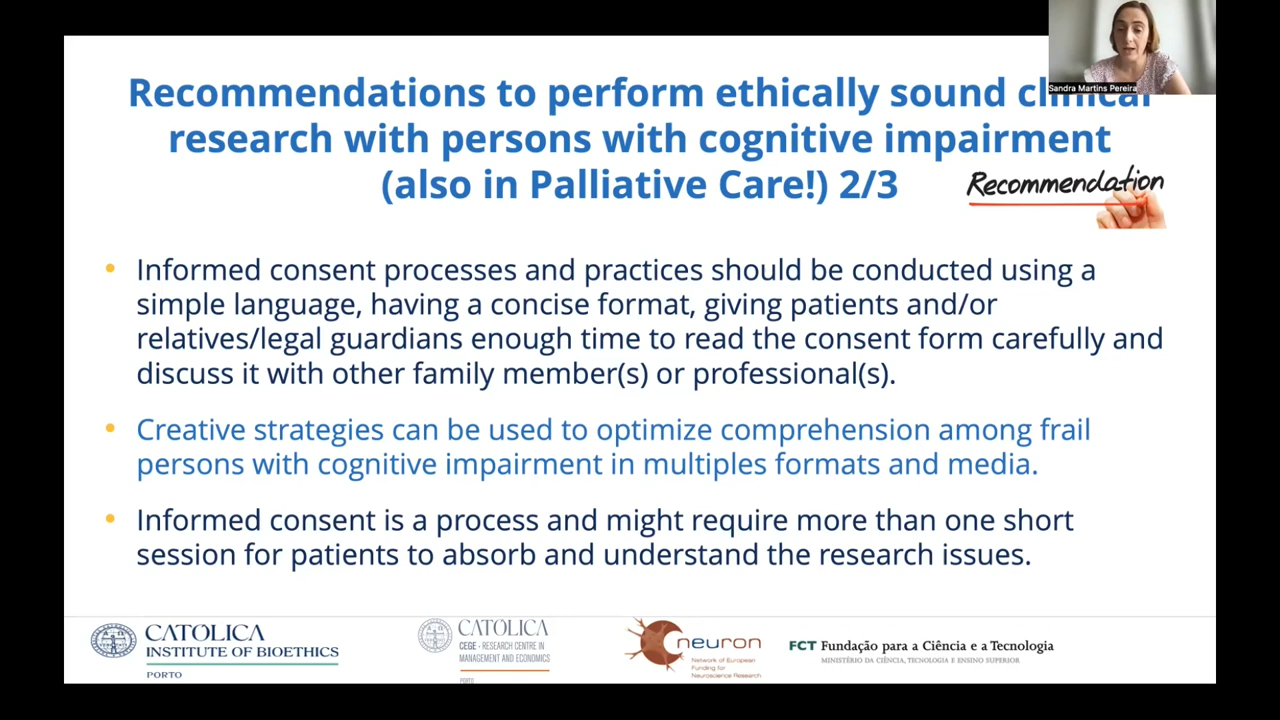 Sandra Martins Pereira
Recommendations to perform ethically sound clinical
research with persons with cognitive impairment
(also in Palliative Care!) 2/3
Recommendation
• Informed consent processes and practices should be conducted using a
simple language, having a concise format, giving patients and/or
relatives/legal guardians enough time to read the consent form carefully and
discuss it with other family member(s) or professional(s).
• Creative strategies can be used to optimize comprehension among frail
persons with cognitive impairment in multiples formats and media.
• Informed consent is a process and might require more than one short
session for patients to absorb and understand the research issues.
CATOLICA
INSTITUTE OF BIOETHICS
PORTO
CATOLICA
CEGE - RESEARCH CENTRE IN
MANAGEMENT AND ECONOMICS
PORTO
neuron
Network of European
Funding for
Neuroscience Research
FCT Fundação para a Ciência e a Tecnologia
MINISTÉRIO DA CIÊNCIA, TECNOLOGIA E ENSINO SUPERIOR